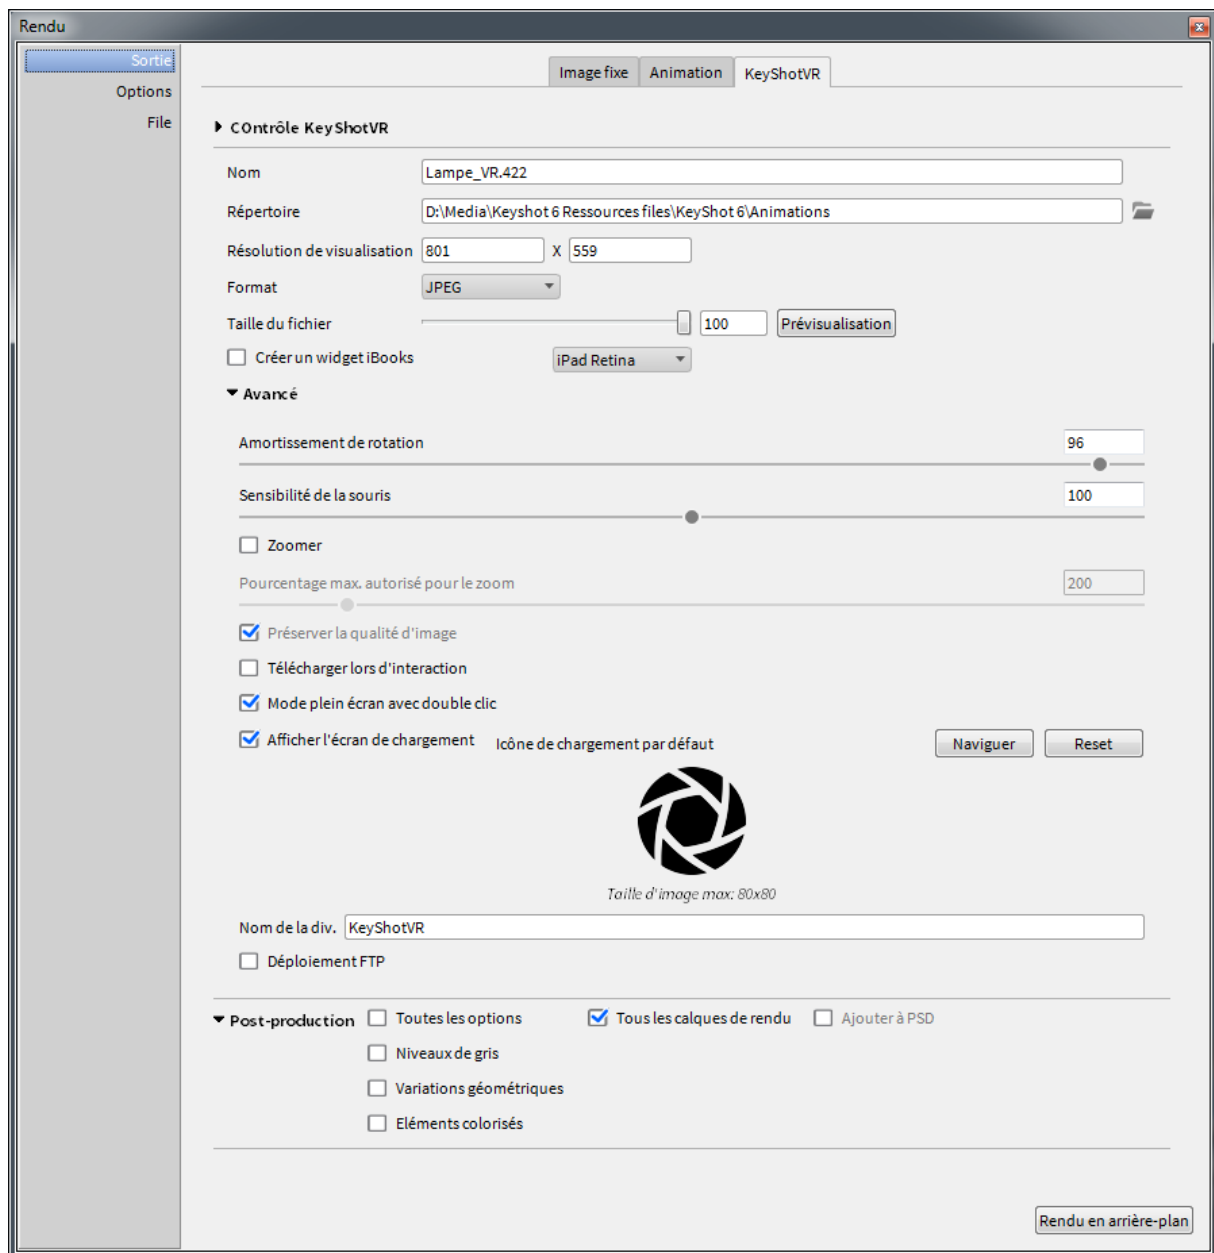 Rendu
Sortie
Options
File
Image fixe Animation KeyShotVR
COntrôle KeyShotVR
Nom Lampe_VR.422
Répertoire D:\Media\Keyshot 6 Ressources files\KeyShot 6\Animations
Résolution de visualisation 801 X 559
Format JPEG
Taille du fichier 100 Prévisualisation
Créer un widget iBooks iPad Retina
Avancé
Amortissement de rotation 96
Sensibilité de la souris 100
Zoomer
Pourcentage max. autorisé pour le zoom 200
Préserver la qualité d'image
Télécharger lors d'interaction
Mode plein écran avec double clic
Afficher l'écran de chargement Icône de chargement par défaut Naviguer Reset
Taille d'image max: 80x80
Nom de la div. KeyShotVR
Déploiement FTP
Post-production Toutes les options Tous les calques de rendu Ajouter à PSD
Niveaux de gris
Variations géométriques
Eléments colorisés
Rendu en arrière-plan